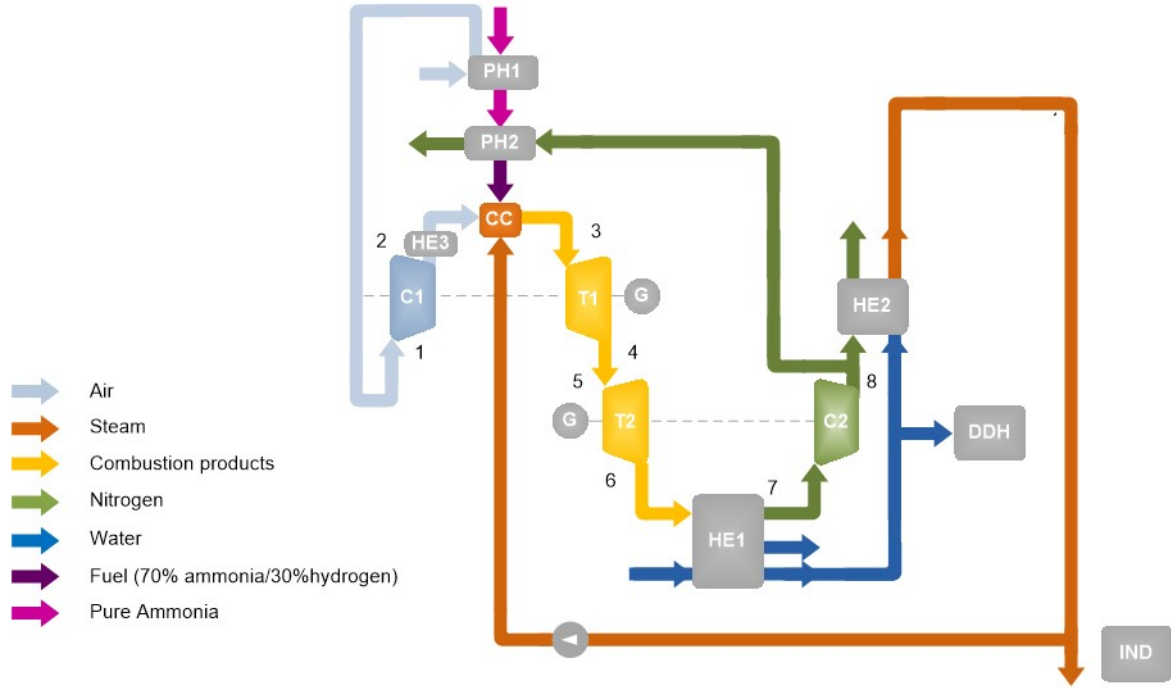 PH1
PH2
CC
2
HE3
3
C1
T1
G
1
4
5
8
HE2
G
T2
C2
DDH
6
7
HE1
IND
Air
Steam
Combustion products
Nitrogen
Water
Fuel (70% ammonia/30%hydrogen)
Pure Ammonia